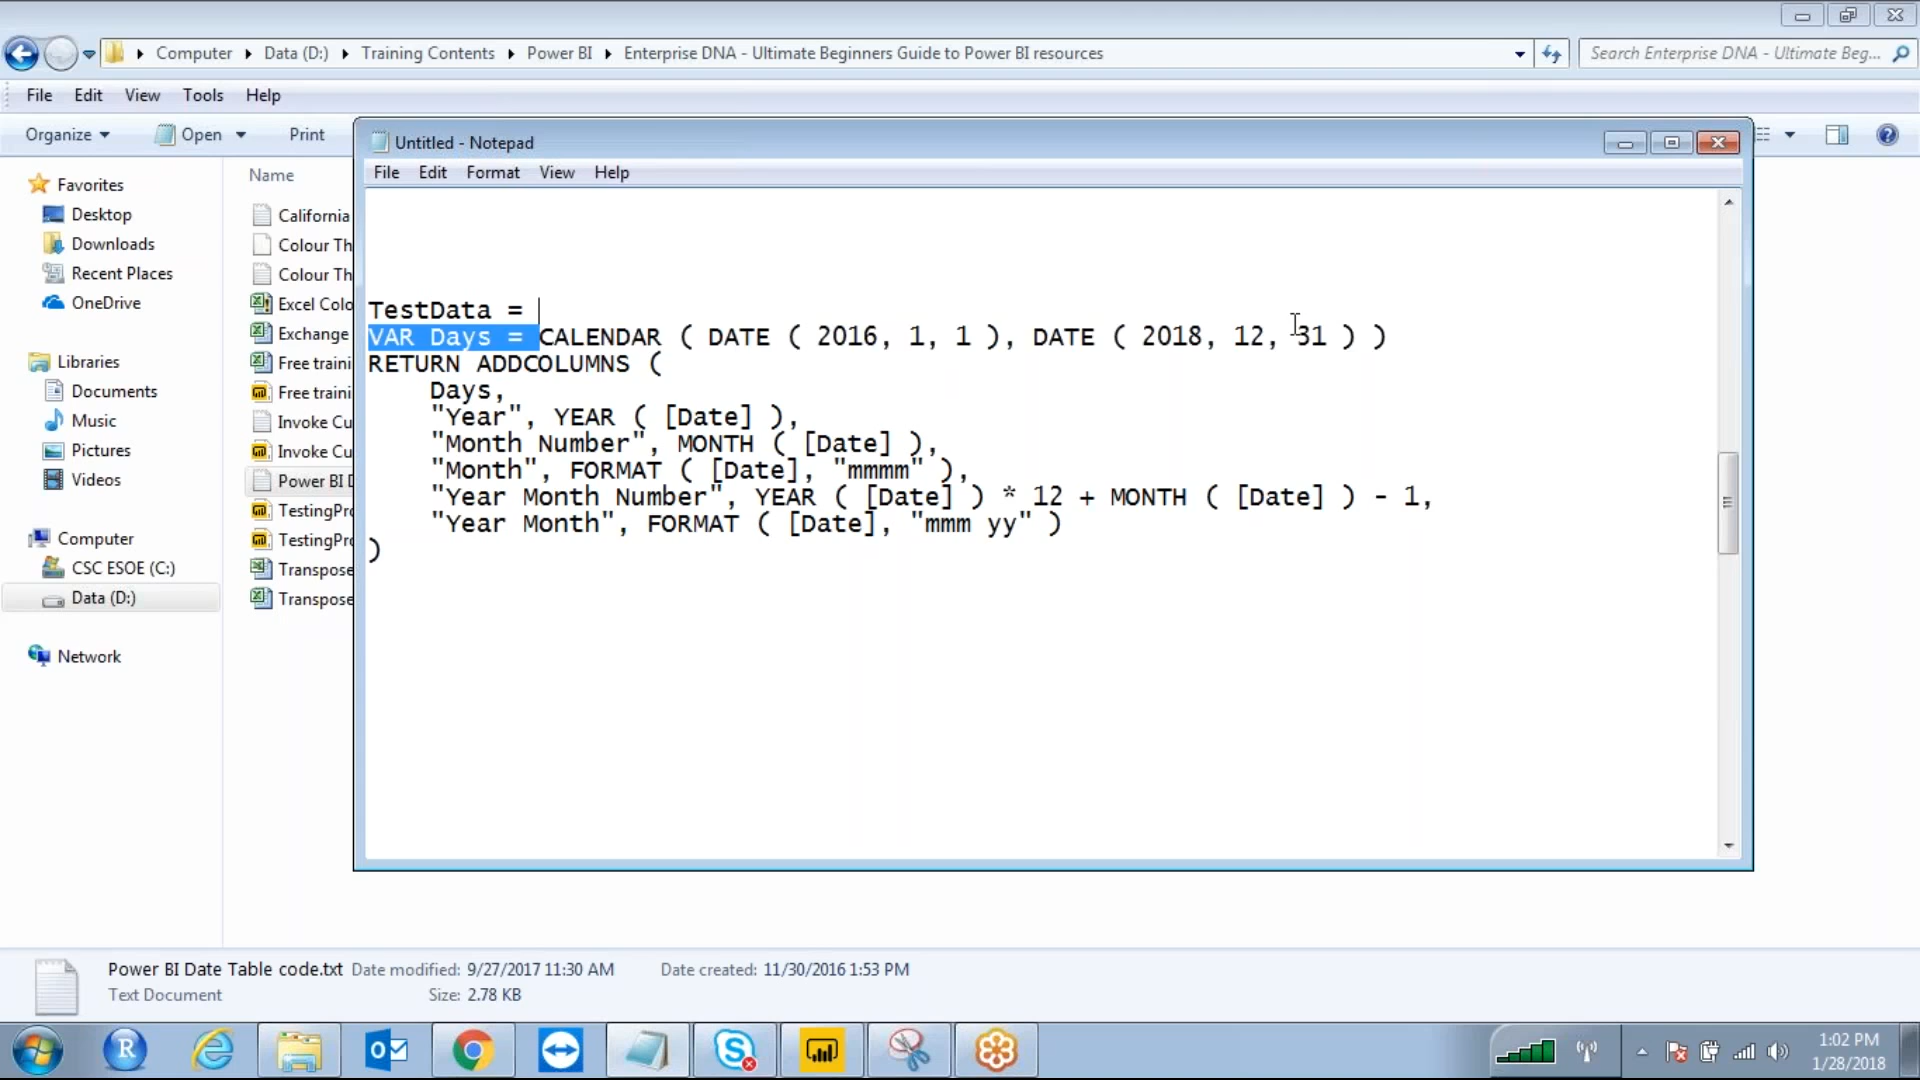 Computer Data (D:) Training Contents Power BI Enterprise DNA - Ultimate Beginners Guide to Power BI resources
Search Enterprise DNA - Ultimate Beg...
File Edit View Tools Help
Organize Open Print
Untitled - Notepad
File Edit Format View Help
Favorites
Desktop
Downloads
Recent Places
OneDrive
Libraries
Documents
Music
Pictures
Videos
Computer
CSC ESOE (C:)
Data (D:)
Network
Name
California
Colour Th
Colour Th
Excel Colo
Exchange
Free traini
Free traini
Invoke Cu
Invoke Cu
Power BI D
TestingPro
TestingPro
Transpose
Transpose
TestData =
VAR Days = CALENDAR ( DATE ( 2016, 1, 1 ), DATE ( 2018, 12, 31 ) )
RETURN ADDCOLUMNS (
Days,
"Year", YEAR ( [Date] ),
"Month Number", MONTH ( [Date] ),
"Month", FORMAT ( [Date], "mmmm" ),
"Year Month Number", YEAR ( [Date] ) * 12 + MONTH ( [Date] ) - 1,
"Year Month", FORMAT ( [Date], "mmm yy" )
)
Power BI Date Table code.txt Date modified: 9/27/2017 11:30 AM Date created: 11/30/2016 1:53 PM
Text Document Size: 2.78 KB
1:02 PM
1/28/2018